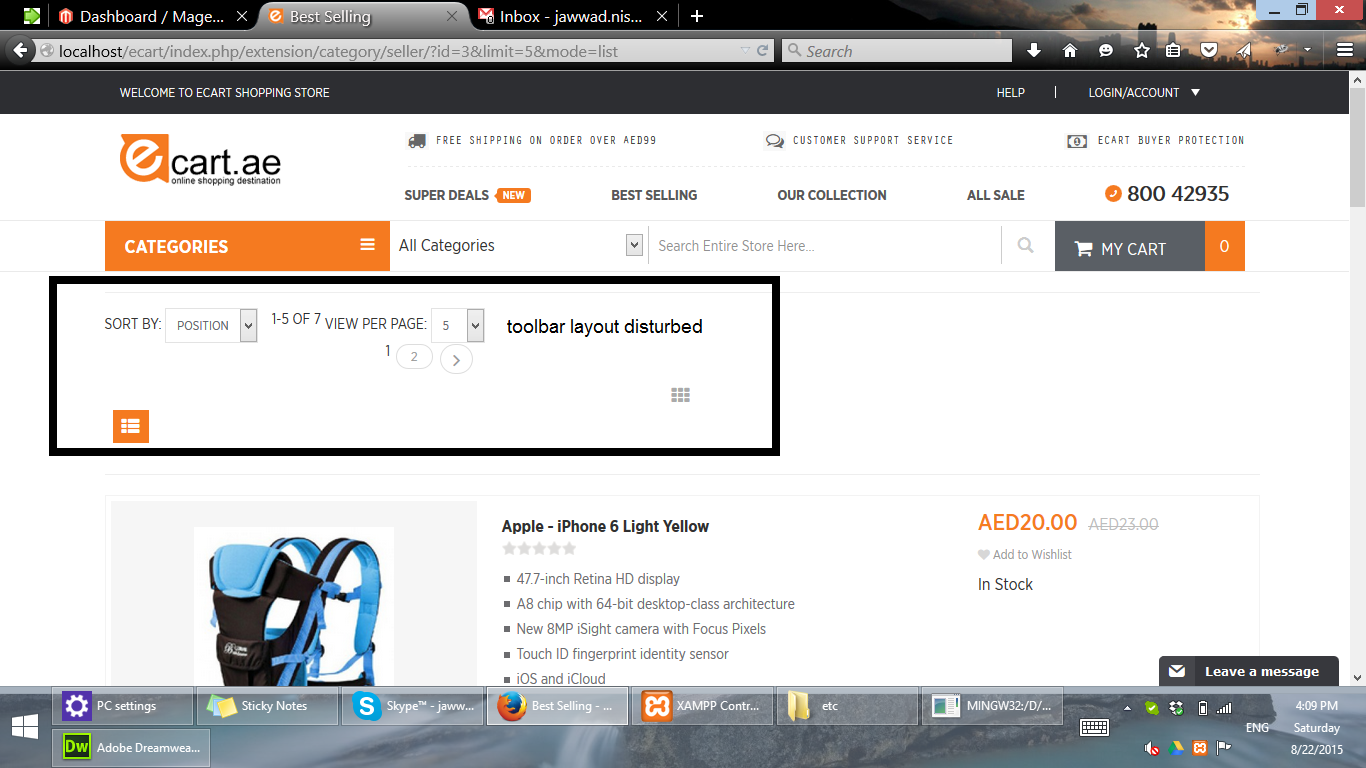 Dashboard / Mage...
Best Selling
Inbox - jawwad.nis...
localhost/ecart/index.php/extension/category/seller/?id=3&limit=5&mode=list
Search
WELCOME TO ECART SHOPPING STORE
HELP
LOGIN/ACCOUNT
ecart.ae
online shopping destination
FREE SHIPPING ON ORDER OVER AED99
CUSTOMER SUPPORT SERVICE
ECART BUYER PROTECTION
SUPER DEALS NEW
BEST SELLING
OUR COLLECTION
ALL SALE
800 42935
CATEGORIES
All Categories
Search Entire Store Here...
MY CART
0
SORT BY: POSITION
1-5 OF 7
VIEW PER PAGE: 5
toolbar layout disturbed
1 2
Apple - iPhone 6 Light Yellow
AED20.00 AED23.00
Add to Wishlist
In Stock
47.7-inch Retina HD display
A8 chip with 64-bit desktop-class architecture
New 8MP iSight camera with Focus Pixels
Touch ID fingerprint identity sensor
iOS and iCloud
Leave a message
PC settings
Sticky Notes
Skype™ - jaww...
Best Selling - ...
XAMPP Contr...
etc
MINGW32:/D/...
Dw
Adobe Dreamwea...
ENG
4:09 PM
Saturday
8/22/2015